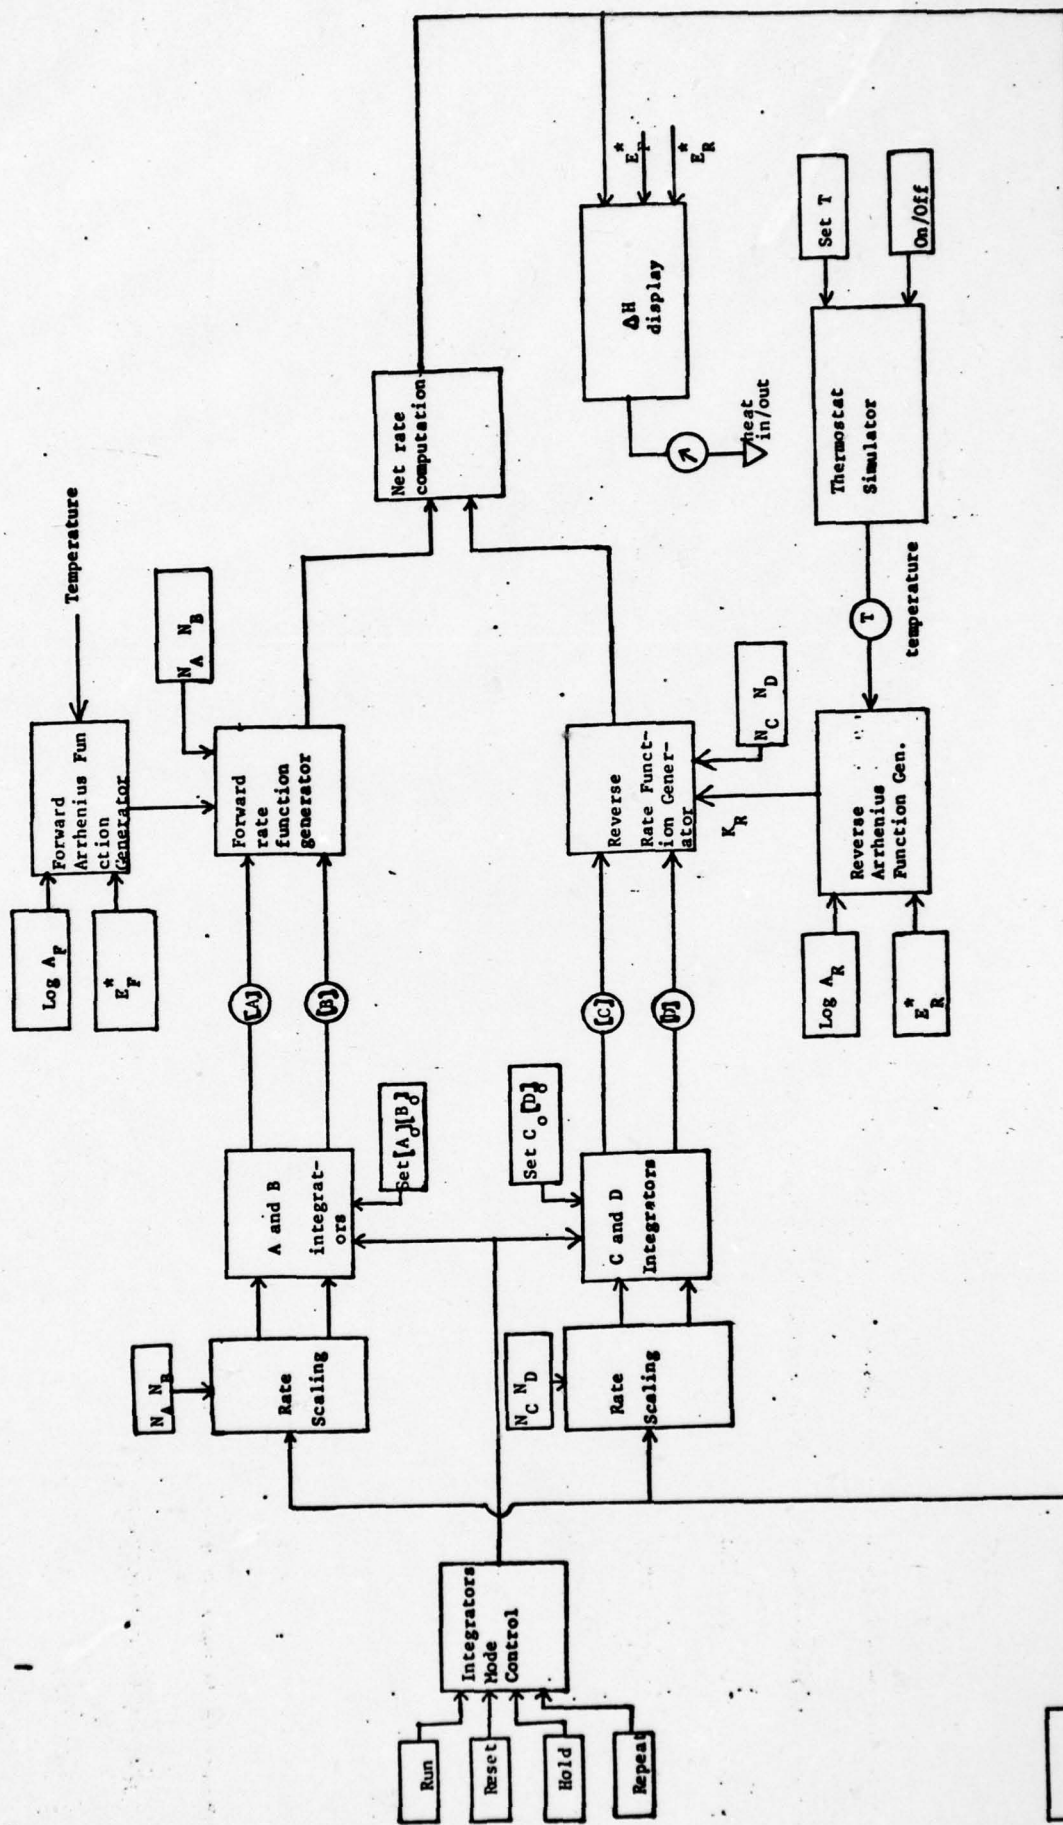 Run
Reset
Hold
Repeat
Integrators
Mode
Control
N_A N_B
Rate
Scaling
N_C N_D
Rate
Scaling
A and B
integrat-
ors
Set[A_o][B_o]
Set C_o[D_o]
C and D
Integrators
[A]
[B]
[C]
[D]
Log A_F
E*_F
Forward
Arrhenius Fun
ction
Generator
Temperature
N_A N_B
Forward
rate
function
generator
Reverse
Rate Funct-
ion Gener-
ator
N_C N_D
K_R
Log A_R
E*_R
Reverse
Arrhenius
Function Gen.
T
temperature
Thermostat
Simulator
Set T
On/Off
Net rate
computation
ΔH
display
E*_F
E*_R
heat
in/out